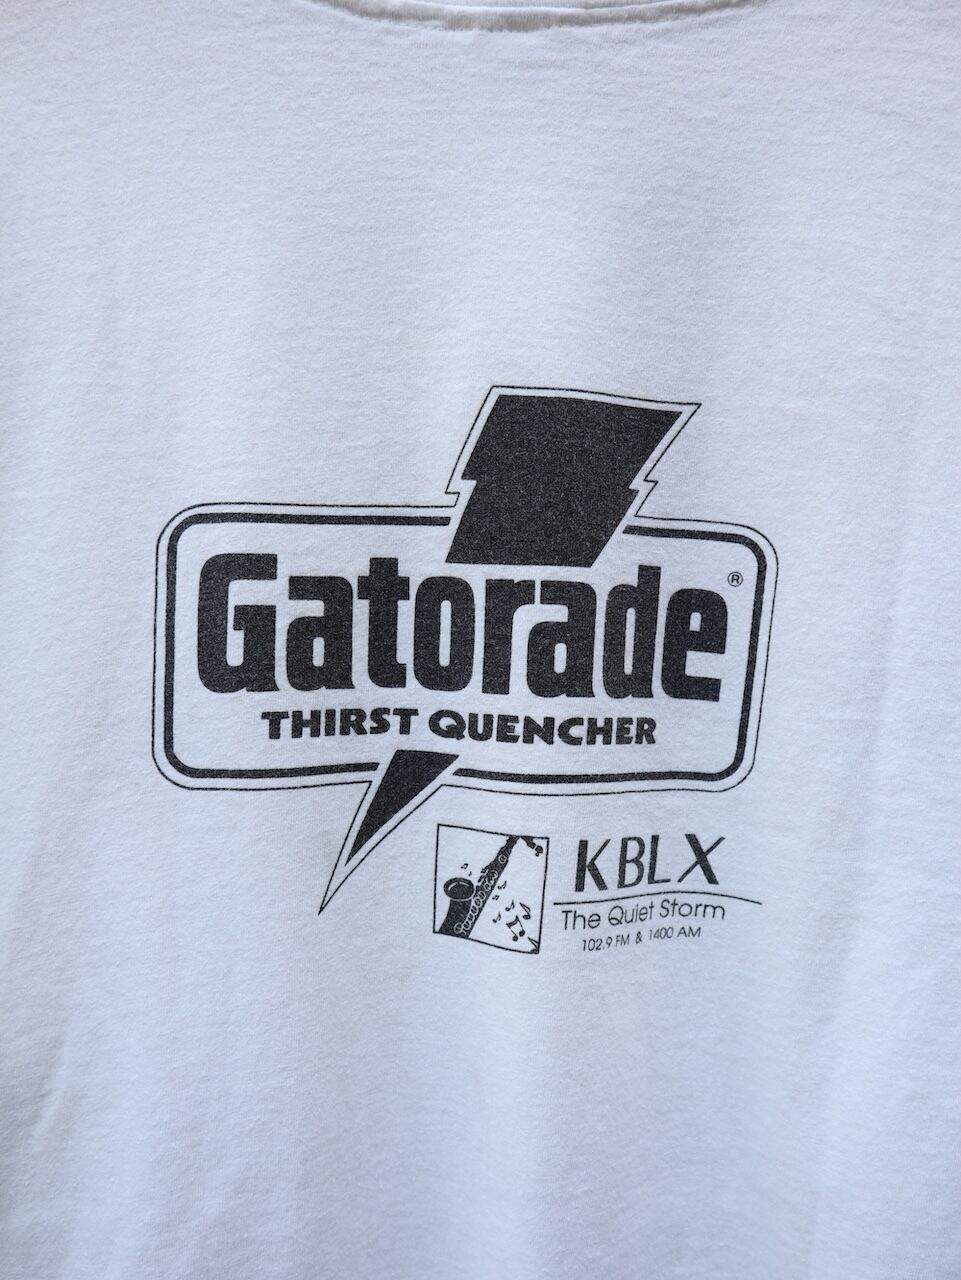 Gatorade®
THIRST QUENCHER
KBLX
The Quiet Storm
102.9 FM & 1400 AM